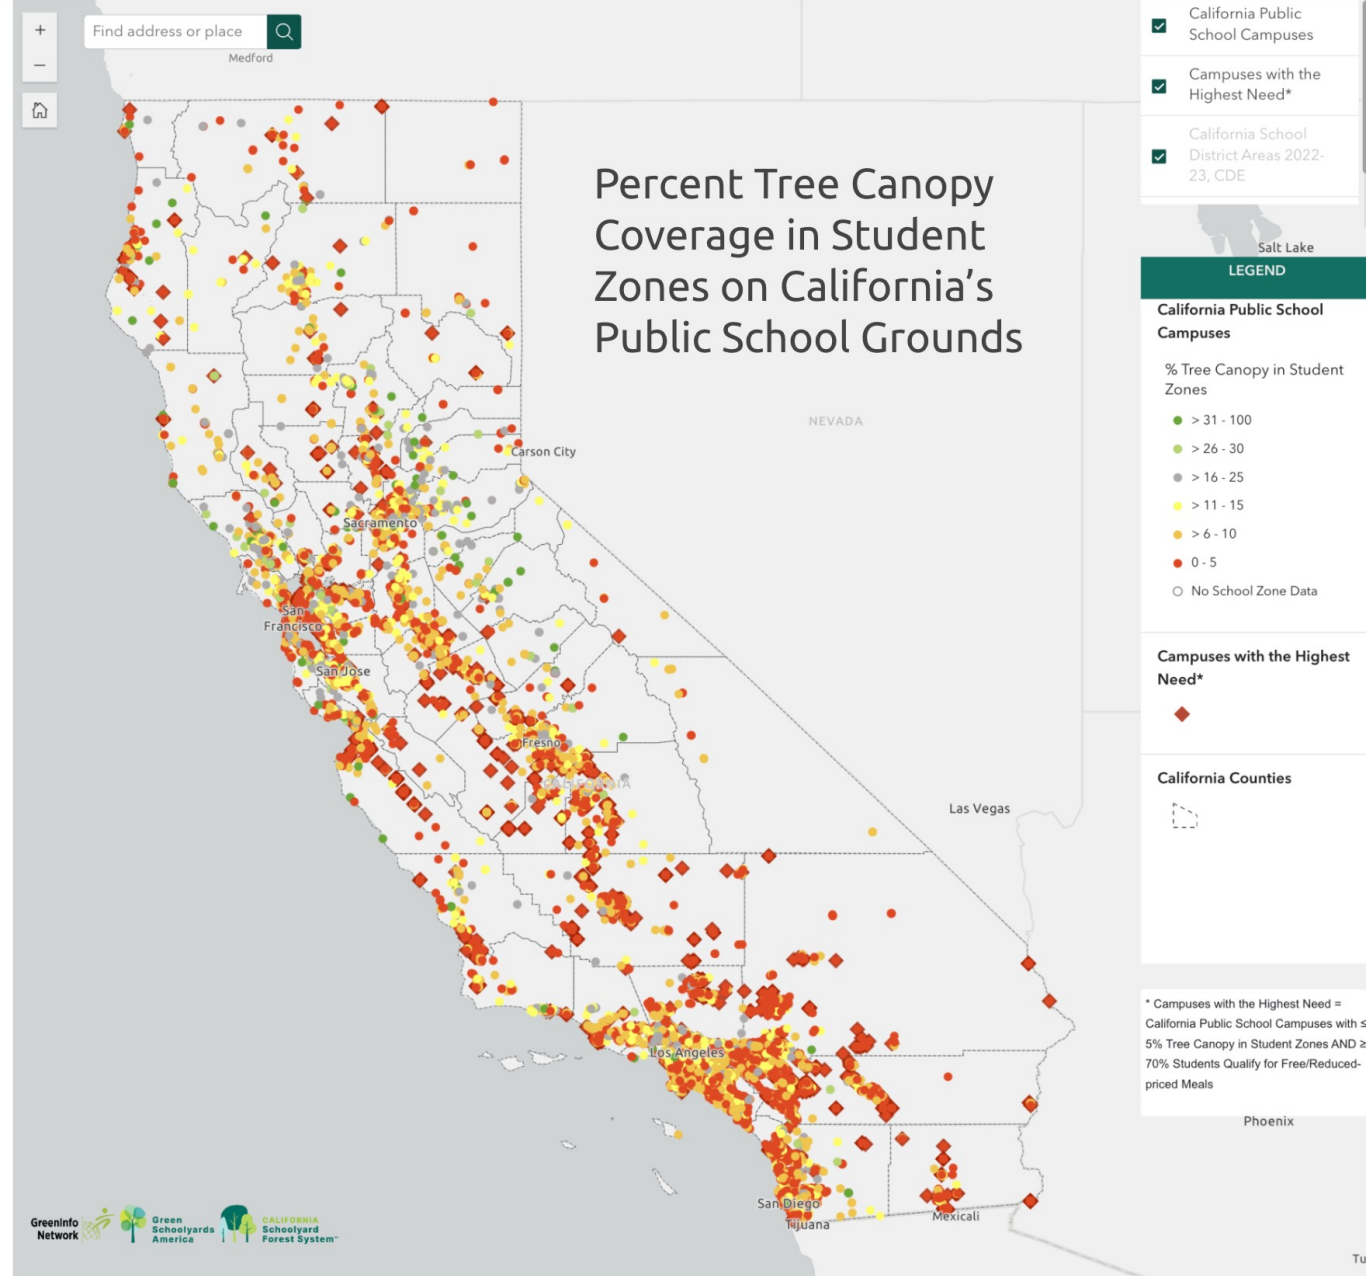 +
Find address or place
−
Medford
California Public
School Campuses
Campuses with the
Highest Need*
California School
District Areas 2022-
23, CDE
Percent Tree Canopy
Coverage in Student
Zones on California's
Public School Grounds
Salt Lake
LEGEND
California Public School
Campuses
% Tree Canopy in Student
Zones
> 31 - 100
> 26 - 30
> 16 - 25
> 11 - 15
> 6 - 10
0 - 5
No School Zone Data
NEVADA
Carson City
Sacramento
San
Francisco
San Jose
Fresno
CALIFORNIA
Las Vegas
Los Angeles
San Diego
Tijuana
Mexicali
Phoenix
Tu
Campuses with the Highest
Need*
California Counties
* Campuses with the Highest Need =
California Public School Campuses with ≤
5% Tree Canopy in Student Zones AND ≥
70% Students Qualify for Free/Reduced-
priced Meals
GreenInfo
Network
Green
Schoolyards
America
CALIFORNIA
Schoolyard
Forest System™